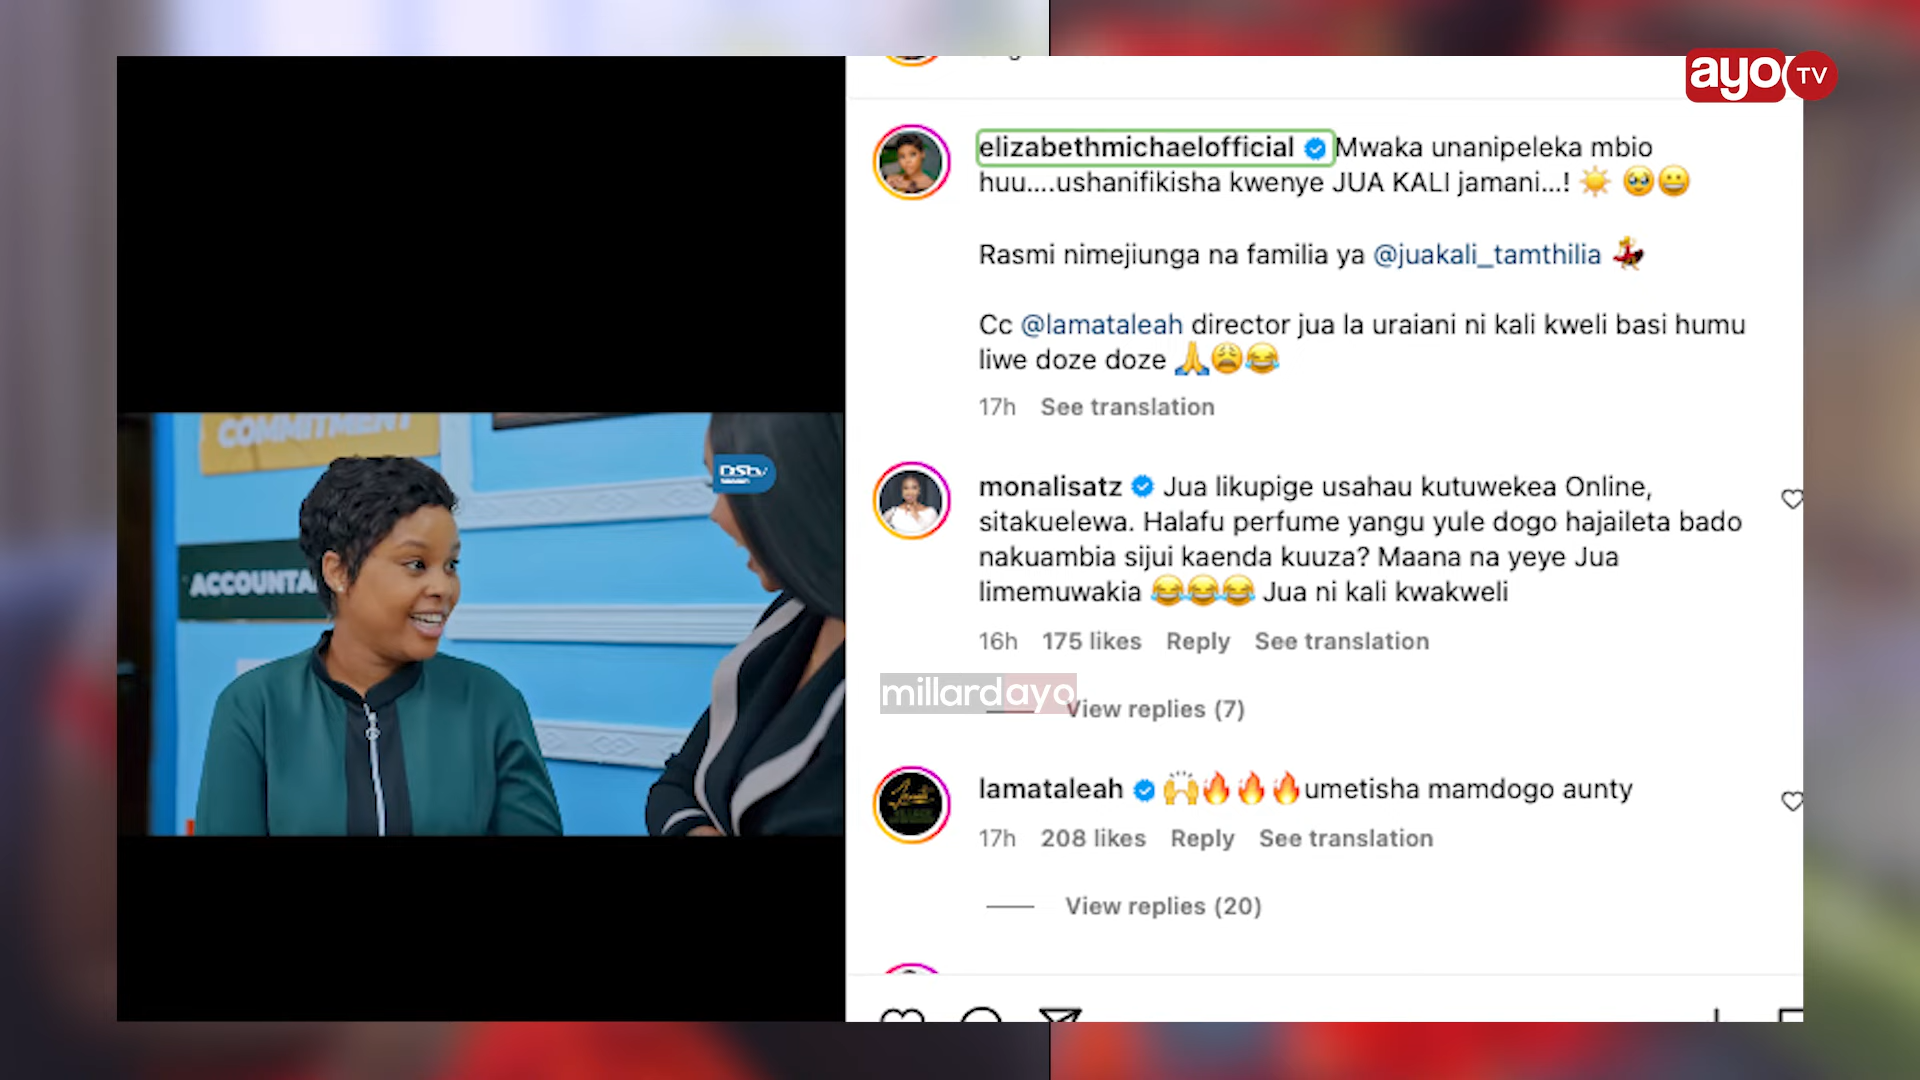 ayo TV
elizabethmichaelofficial Mwaka unanipeleka mbio
huu....ushanifikisha kwenye JUA KALI jamani...! ☀️ 🥹😬
Rasmi nimejiunga na familia ya @juakali_tamthilia 💃
Cc @lamataleah director jua la uraiani ni kali kweli basi humu
liwe doze doze 🙏😩😂
17h See translation
COMMITMENT
DStv
ACCOUNTA
monalisatz Jua likupige usahau kutuwekea Online,
sitakuelewa. Halafu perfume yangu yule dogo hajaileta bado
nakuambia sijui kaenda kuuza? Maana na yeye Jua
limemuwakia 😂😂😂 Jua ni kali kwakweli
16h 175 likes Reply See translation
millardayo
View replies (7)
lamataleah 🙌🔥🔥🔥umetisha mamdogo aunty
17h 208 likes Reply See translation
View replies (20)